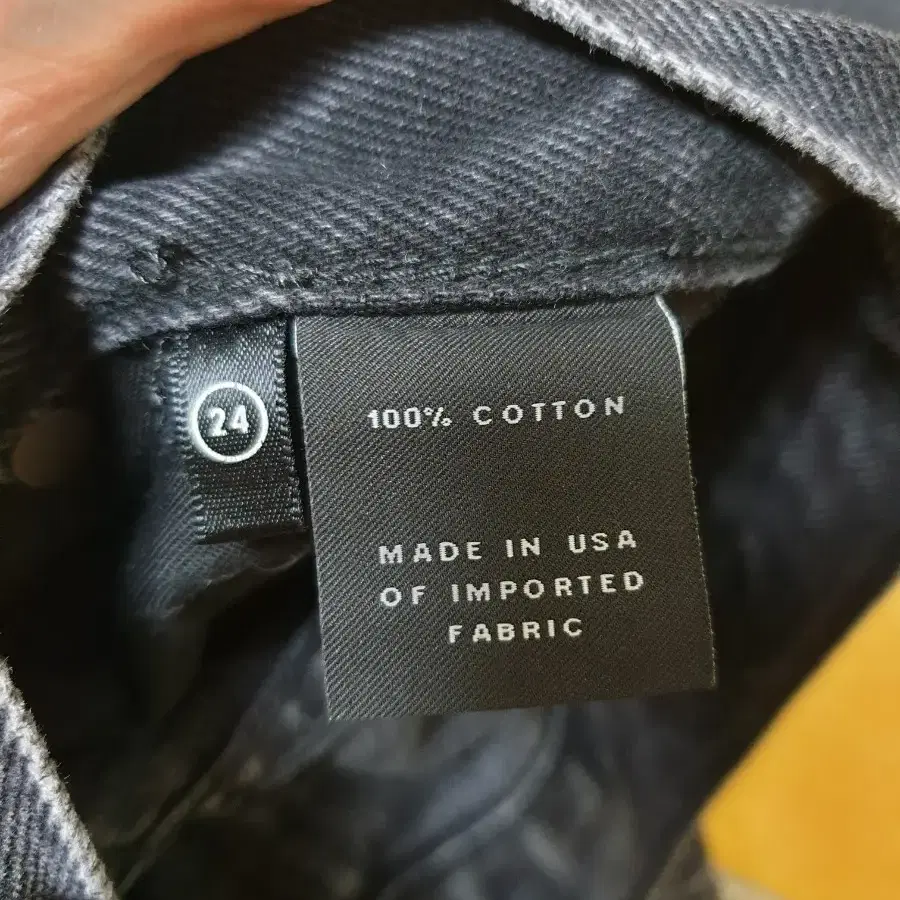 24
100% COTTON
MADE IN USA
OF IMPORTED
FABRIC